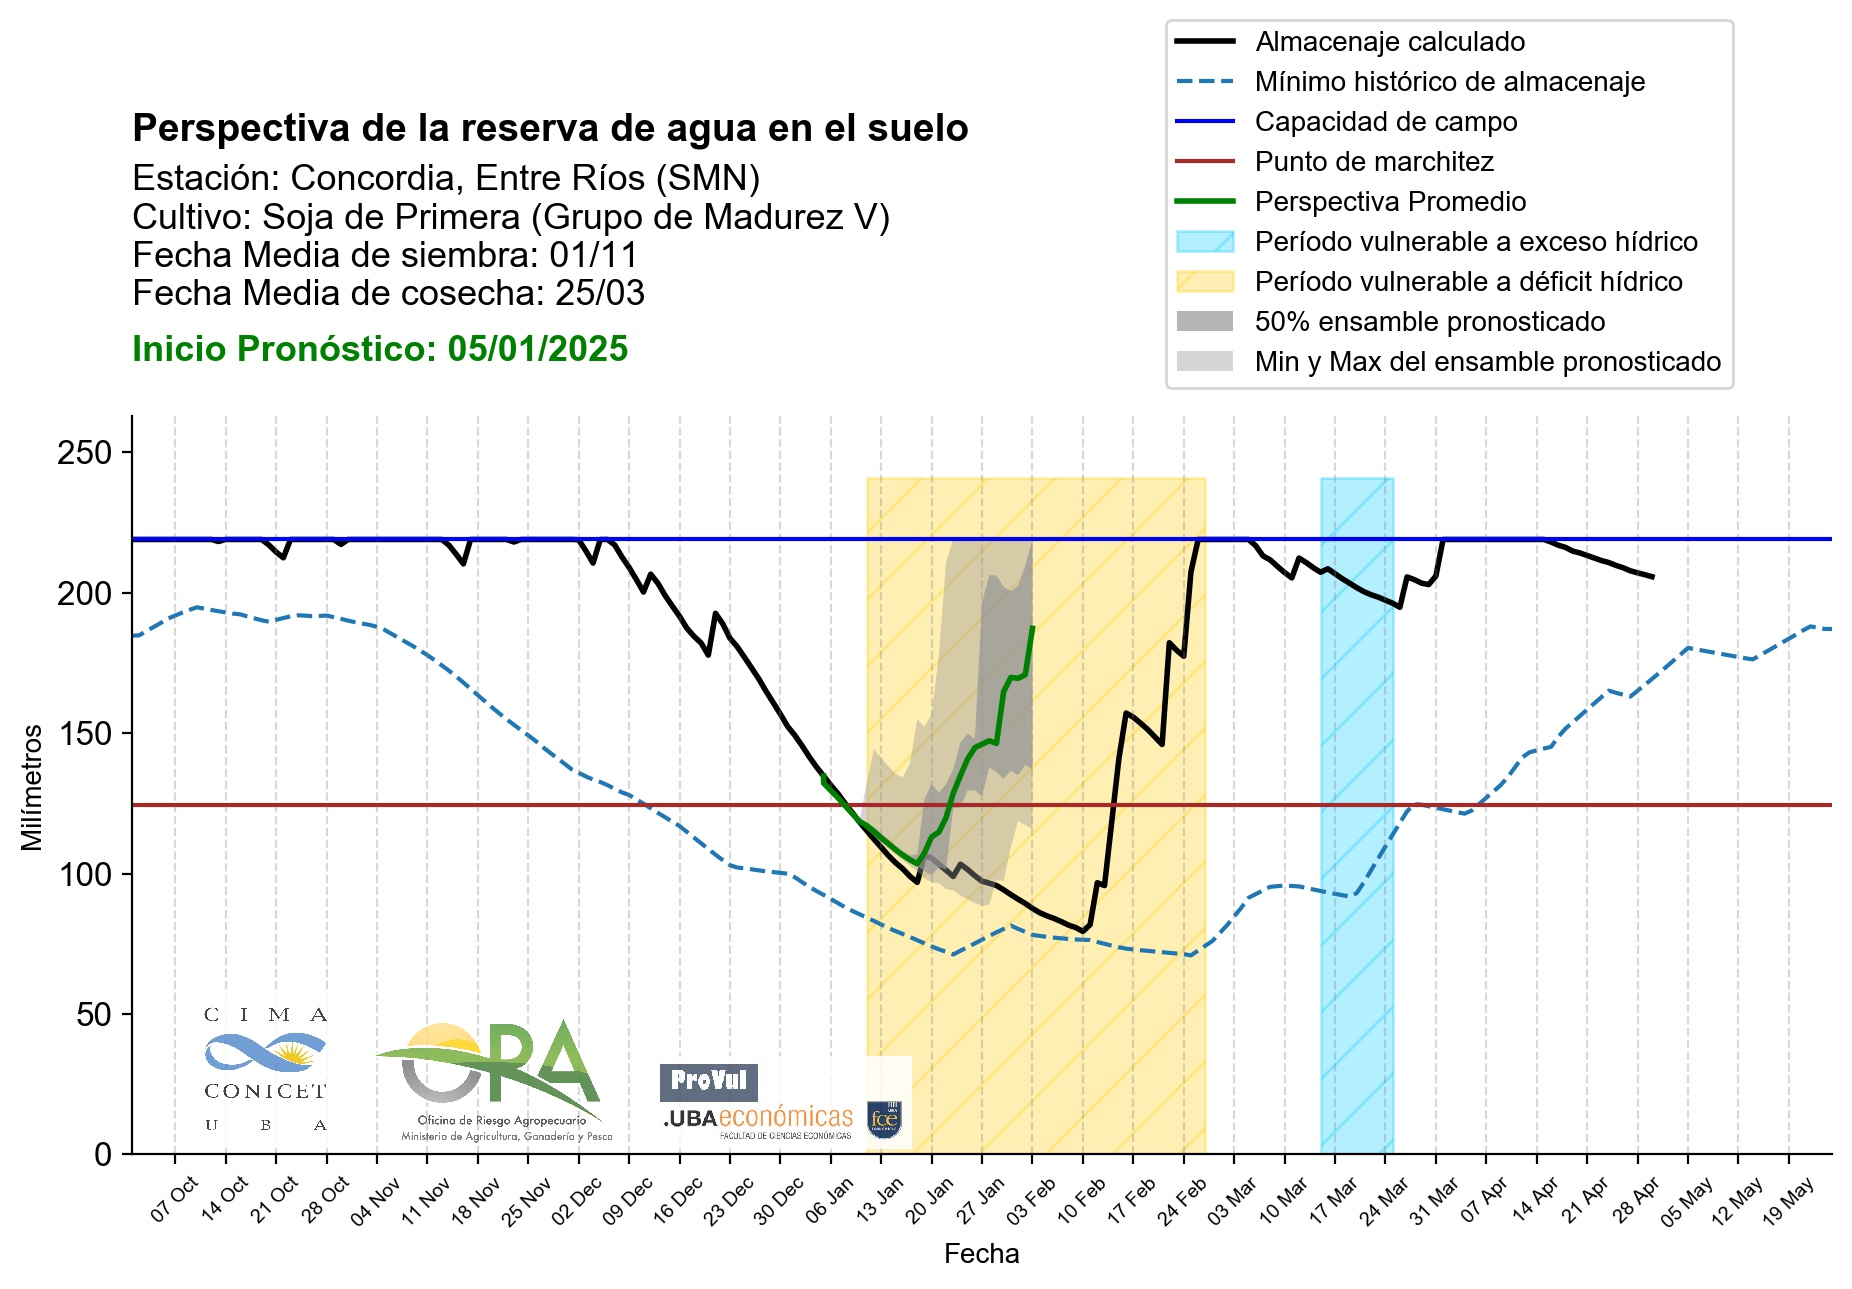 Almacenaje calculado
Mínimo histórico de almacenaje
Capacidad de campo
Punto de marchitez
Perspectiva Promedio
Período vulnerable a exceso hídrico
Período vulnerable a déficit hídrico
50% ensamble pronosticado
Min y Max del ensamble pronosticado
Perspectiva de la reserva de agua en el suelo
Estación: Concordia, Entre Ríos (SMN)
Cultivo: Soja de Primera (Grupo de Madurez V)
Fecha Media de siembra: 01/11
Fecha Media de cosecha: 25/03
Inicio Pronóstico: 05/01/2025
250
200
150
100
50
0
Milímetros
C I M A
CONICET
U B A
OPA
Oficina de Riesgo Agropecuario
Ministerio de Agricultura, Ganadería y Pesca
ProVul
.UBAeconómicas
FACULTAD DE CIENCIAS ECONÓMICAS
UBA
fce
07 Oct 14 Oct 21 Oct 28 Oct 04 Nov 11 Nov 18 Nov 25 Nov 02 Dec 09 Dec 16 Dec 23 Dec 30 Dec 06 Jan 13 Jan 20 Jan 27 Jan 03 Feb 10 Feb 17 Feb 24 Feb 03 Mar 10 Mar 17 Mar 24 Mar 31 Mar 07 Apr 14 Apr 21 Apr 28 Apr 05 May 12 May 19 May
Fecha